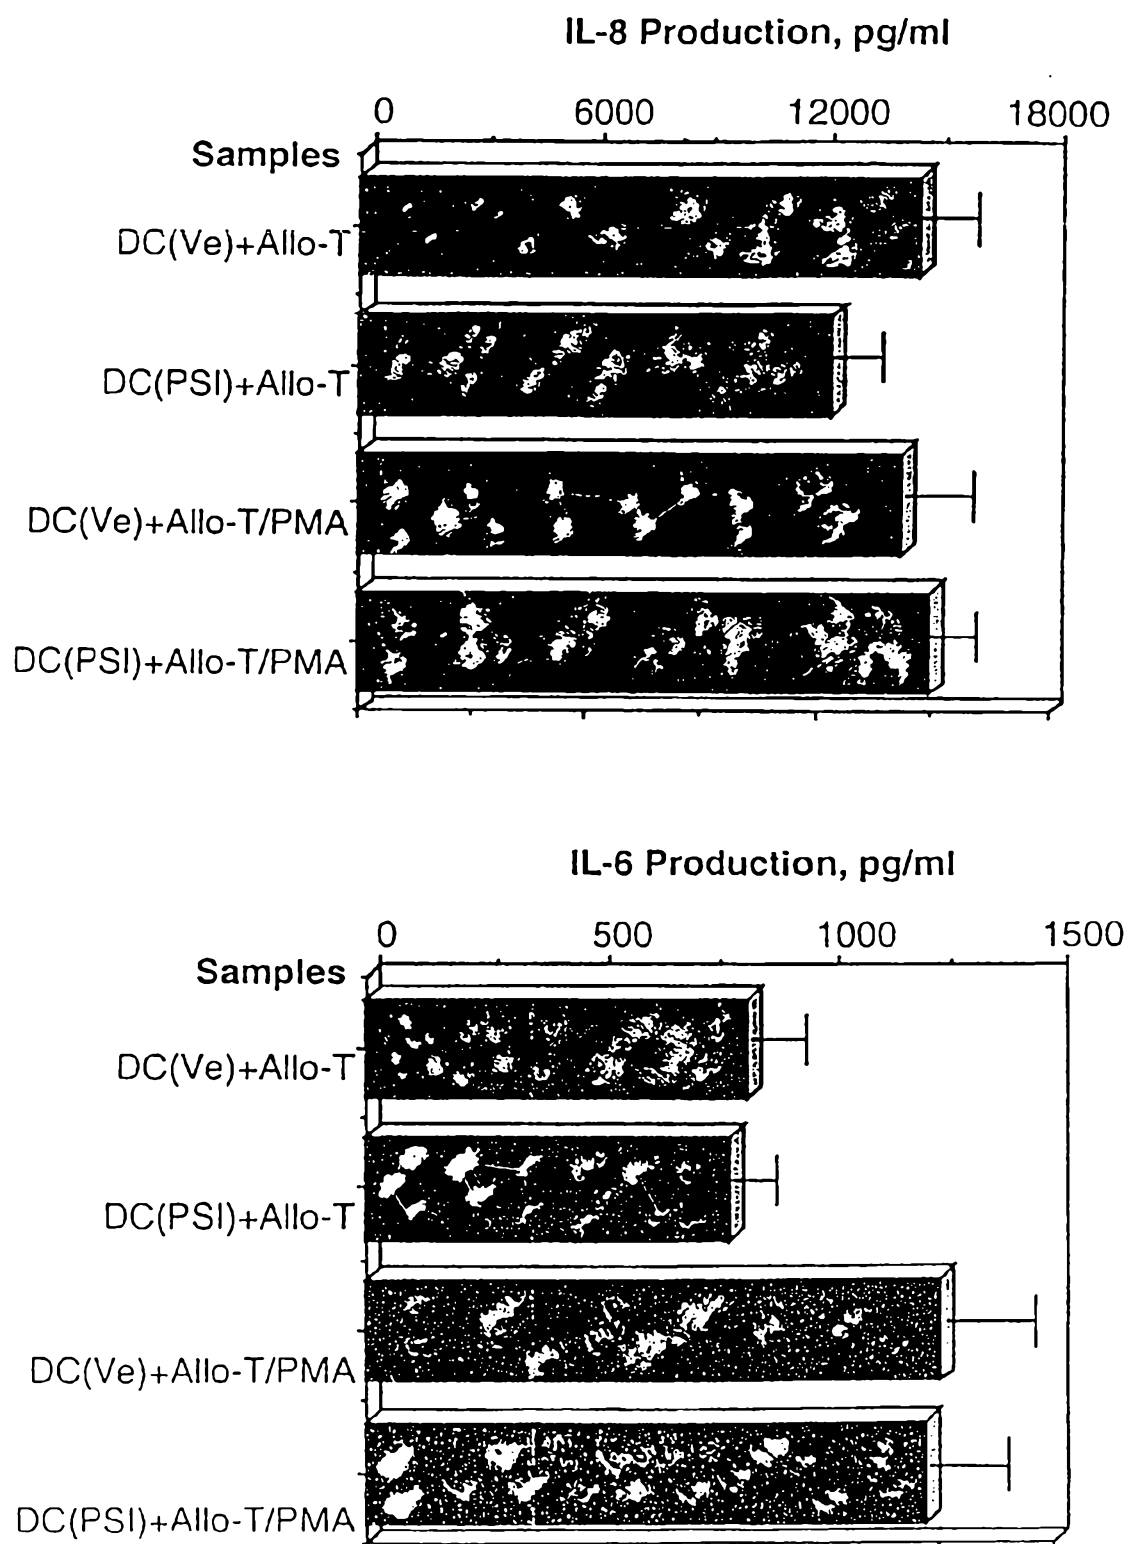 IL-8 Production, pg/ml
0 6000 12000 18000
Samples
DC(Ve)+Allo-T
DC(PSI)+Allo-T
DC(Ve)+Allo-T/PMA
DC(PSI)+Allo-T/PMA
IL-6 Production, pg/ml
0 500 1000 1500
Samples
DC(Ve)+Allo-T
DC(PSI)+Allo-T
DC(Ve)+Allo-T/PMA
DC(PSI)+Allo-T/PMA